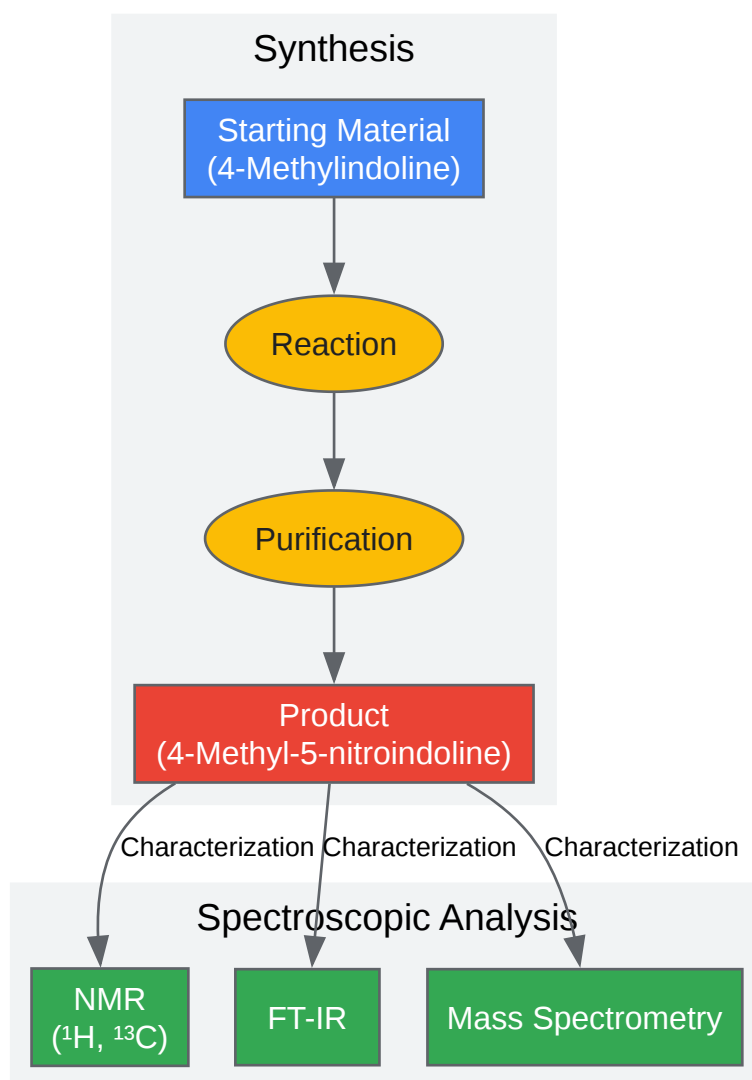 Synthesis
Starting Material
(4-Methylindoline)
Reaction
Purification
Product
(4-Methyl-5-nitroindoline)
Characterization
Characterization
Characterization
Spectroscopic Analysis
NMR
(¹H, ¹³C)
FT-IR
Mass Spectrometry